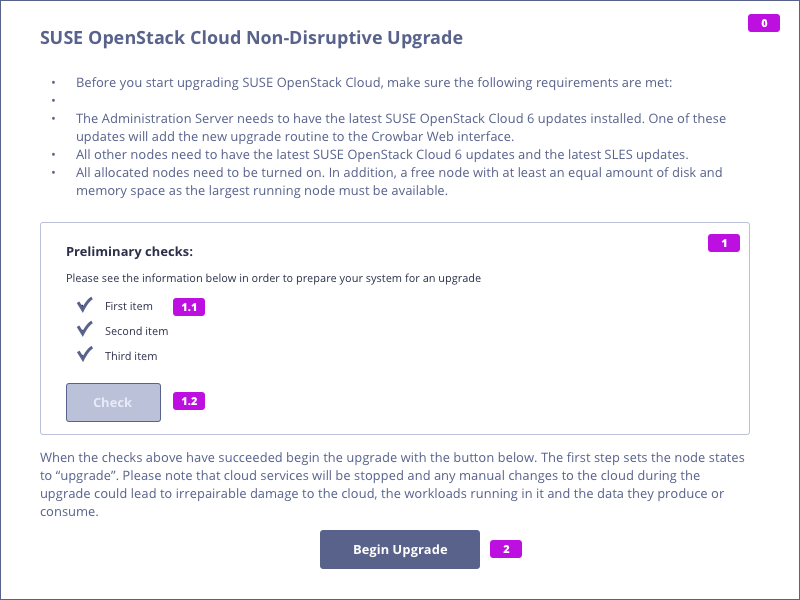 0
SUSE OpenStack Cloud Non-Disruptive Upgrade
• Before you start upgrading SUSE OpenStack Cloud, make sure the following requirements are met:
•
• The Administration Server needs to have the latest SUSE OpenStack Cloud 6 updates installed. One of these
updates will add the new upgrade routine to the Crowbar Web interface.
• All other nodes need to have the latest SUSE OpenStack Cloud 6 updates and the latest SLES updates.
• All allocated nodes need to be turned on. In addition, a free node with at least an equal amount of disk and
memory space as the largest running node must be available.
1
Preliminary checks:
Please see the information below in order to prepare your system for an upgrade
First item 1.1
Second item
Third item
Check 1.2
When the checks above have succeeded begin the upgrade with the button below. The first step sets the node states
to “upgrade”. Please note that cloud services will be stopped and any manual changes to the cloud during the
upgrade could lead to irrepairable damage to the cloud, the workloads running in it and the data they produce or
consume.
Begin Upgrade 2